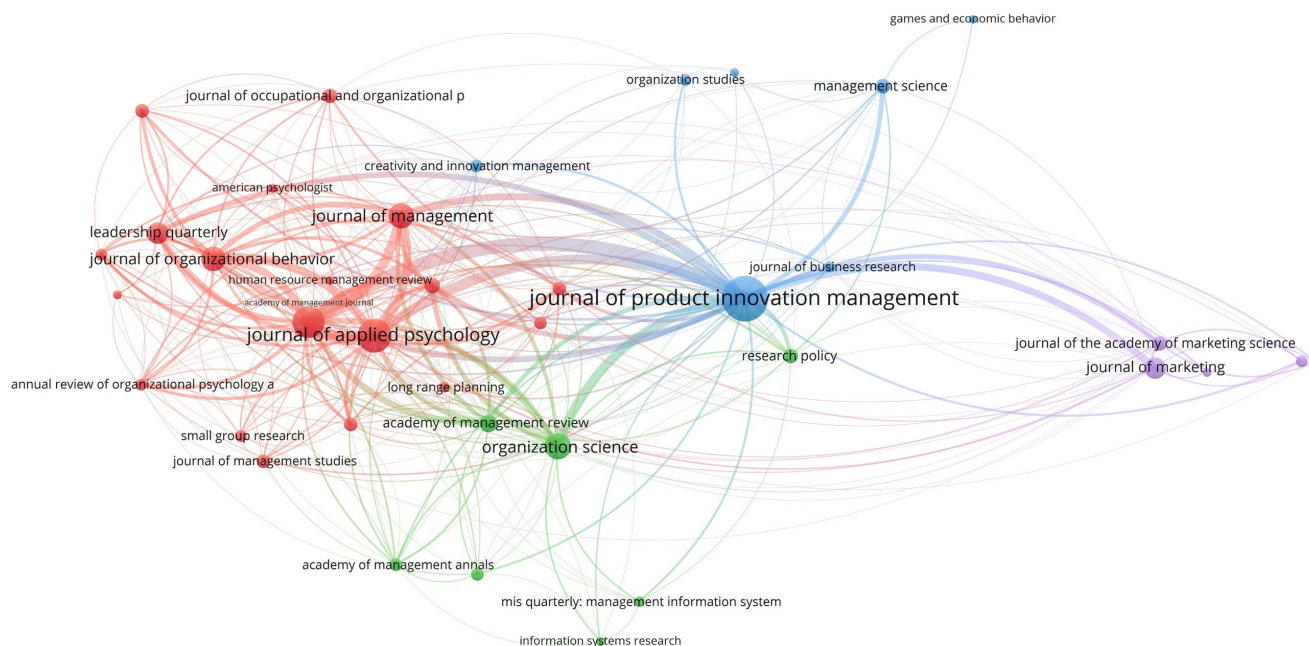 games and economic behavior
organization studies
management science
journal of occupational and organizational p
creativity and innovation management
american psychologist
journal of management
leadership quarterly
journal of organizational behavior
journal of business research
human resource management review
journal of product innovation management
academy of management journal
journal of applied psychology
journal of the academy of marketing science
research policy
journal of marketing
annual review of organizational psychology a
long range planning
academy of management review
small group research
organization science
journal of management studies
academy of management annals
mis quarterly: management information system
information systems research